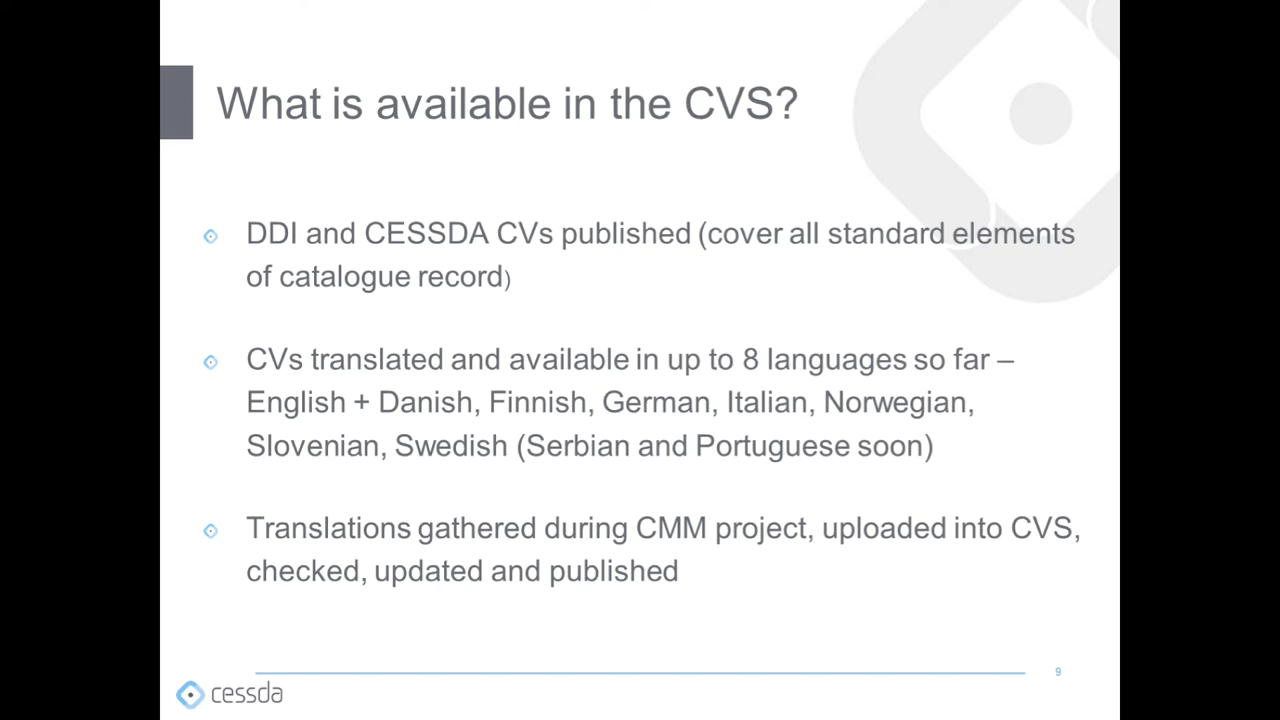 What is available in the CVS?
DDI and CESSDA CVs published (cover all standard elements
of catalogue record)
CVs translated and available in up to 8 languages so far –
English + Danish, Finnish, German, Italian, Norwegian,
Slovenian, Swedish (Serbian and Portuguese soon)
Translations gathered during CMM project, uploaded into CVS,
checked, updated and published
9
cessda